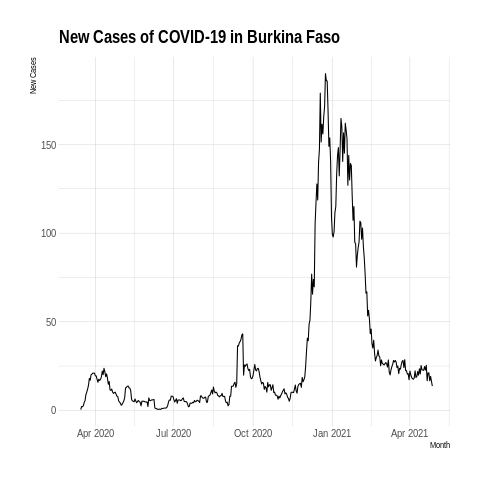 New Cases of COVID-19 in Burkina Faso
New Cases
150
100
50
0
Apr 2020 Jul 2020 Oct 2020 Jan 2021 Apr 2021
Month